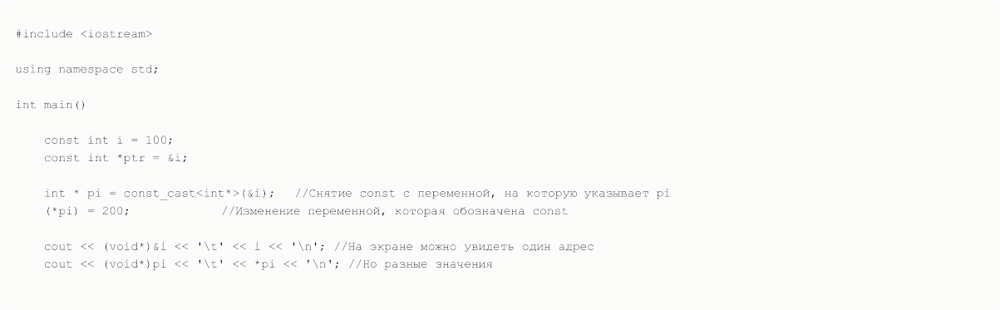 #include <iostream>
using namespace std;
int main()
const int i = 100;
const int *ptr = &i;
int * pi = const_cast<int*>(&i); //Снятие const с переменной, на которую указывает pi
(*pi) = 200; //Изменение переменной, которая обозначена const
cout << (void*)&i << '\t' << i << '\n'; //На экране можно увидеть один адрес
cout << (void*)pi << '\t' << *pi << '\n'; //Но разные значения